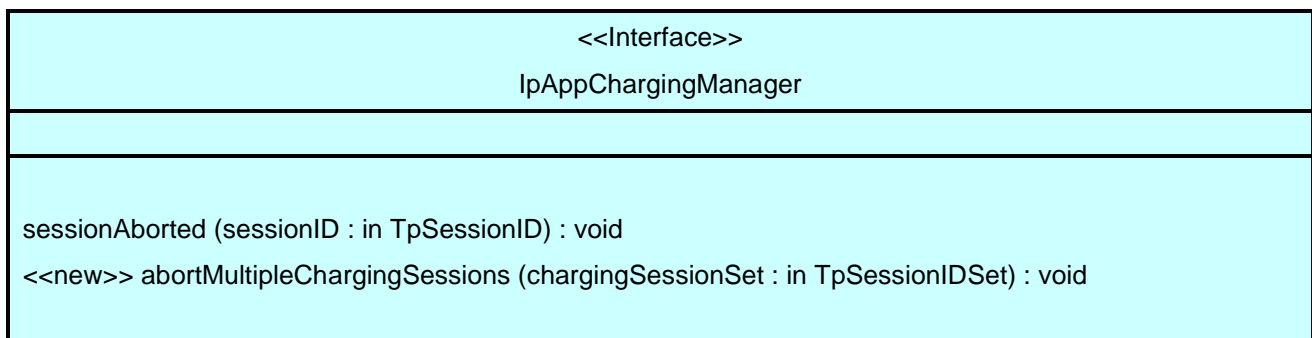 <<Interface>>
IpAppChargingManager
sessionAborted (sessionID : in TpSessionID) : void
<<new>> abortMultipleChargingSessions (chargingSessionSet : in TpSessionIDSet) : void